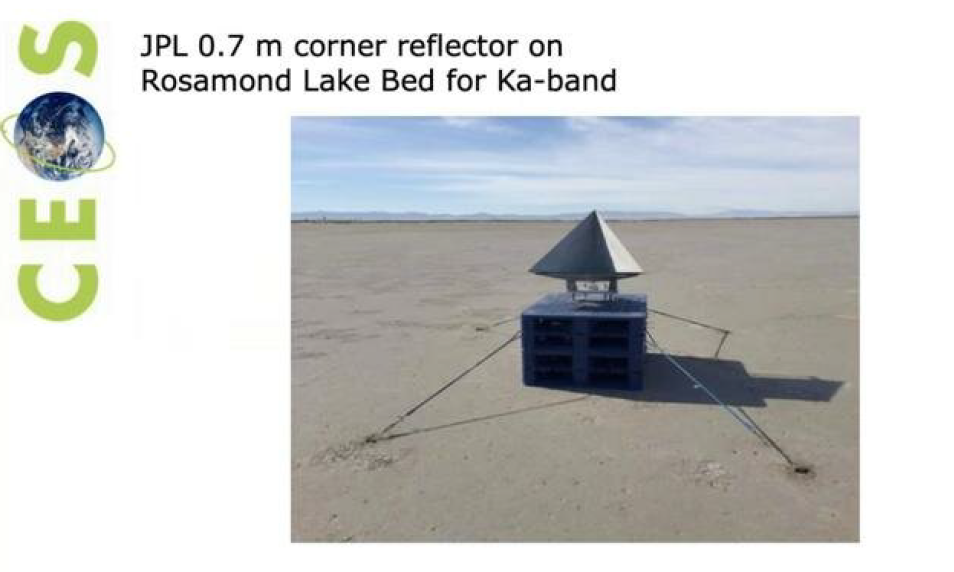 CEOS
JPL 0.7 m corner reflector on
Rosamond Lake Bed for Ka-band